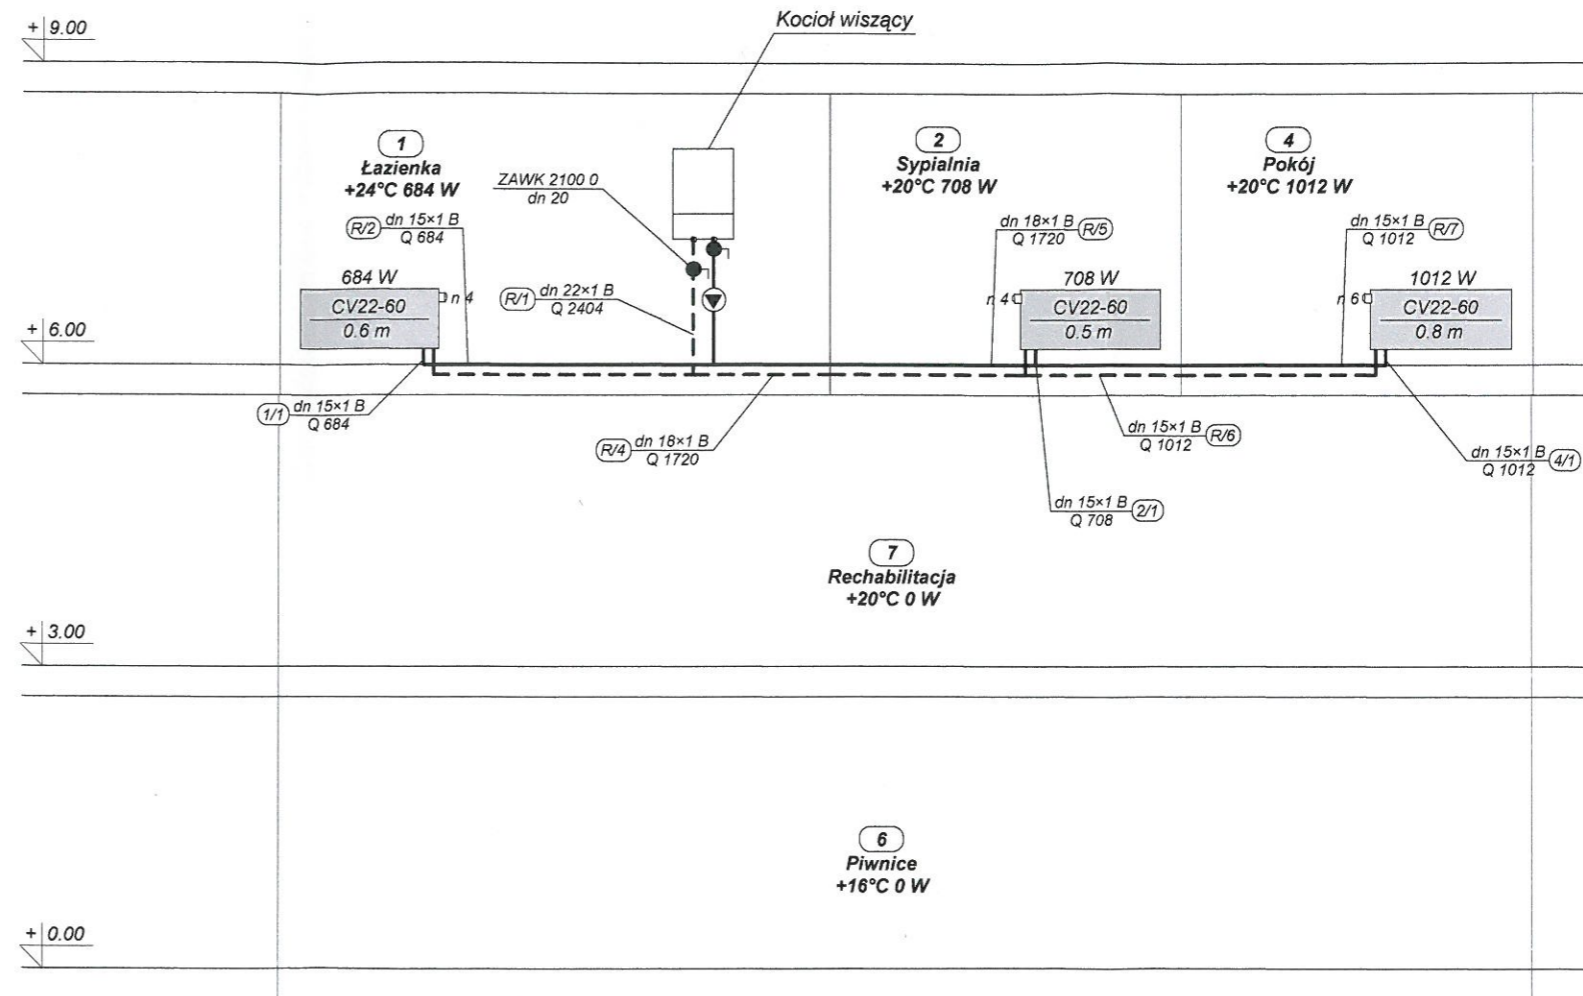 + 9.00
Kocioł wiszący
1
Łazienka
+24°C 684 W
ZAWK 2100 0
dn 20
2
Sypialnia
+20°C 708 W
4
Pokój
+20°C 1012 W
R/2 dn 15×1 B
Q 684
dn 18×1 B R/5
Q 1720
dn 15×1 B R/7
Q 1012
684 W
n 4
CV22-60
0.6 m
R/1 dn 22×1 B
Q 2404
708 W
n 4
CV22-60
0.5 m
1012 W
n 6
CV22-60
0.8 m
+ 6.00
1/1 dn 15×1 B
Q 684
R/4 dn 18×1 B
Q 1720
dn 15×1 B R/6
Q 1012
dn 15×1 B 4/1
Q 1012
dn 15×1 B 2/1
Q 708
7
Rechabilitacja
+20°C 0 W
+ 3.00
6
Piwnice
+16°C 0 W
+ 0.00